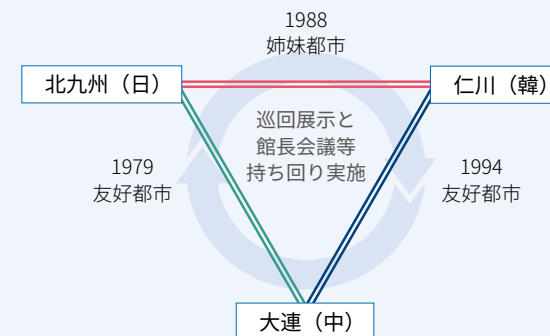 1988
姉妹都市
北九州（日）
仁川（韓）
巡回展示と
館長会議等
持ち回り実施
1979
友好都市
1994
友好都市
大連（中）